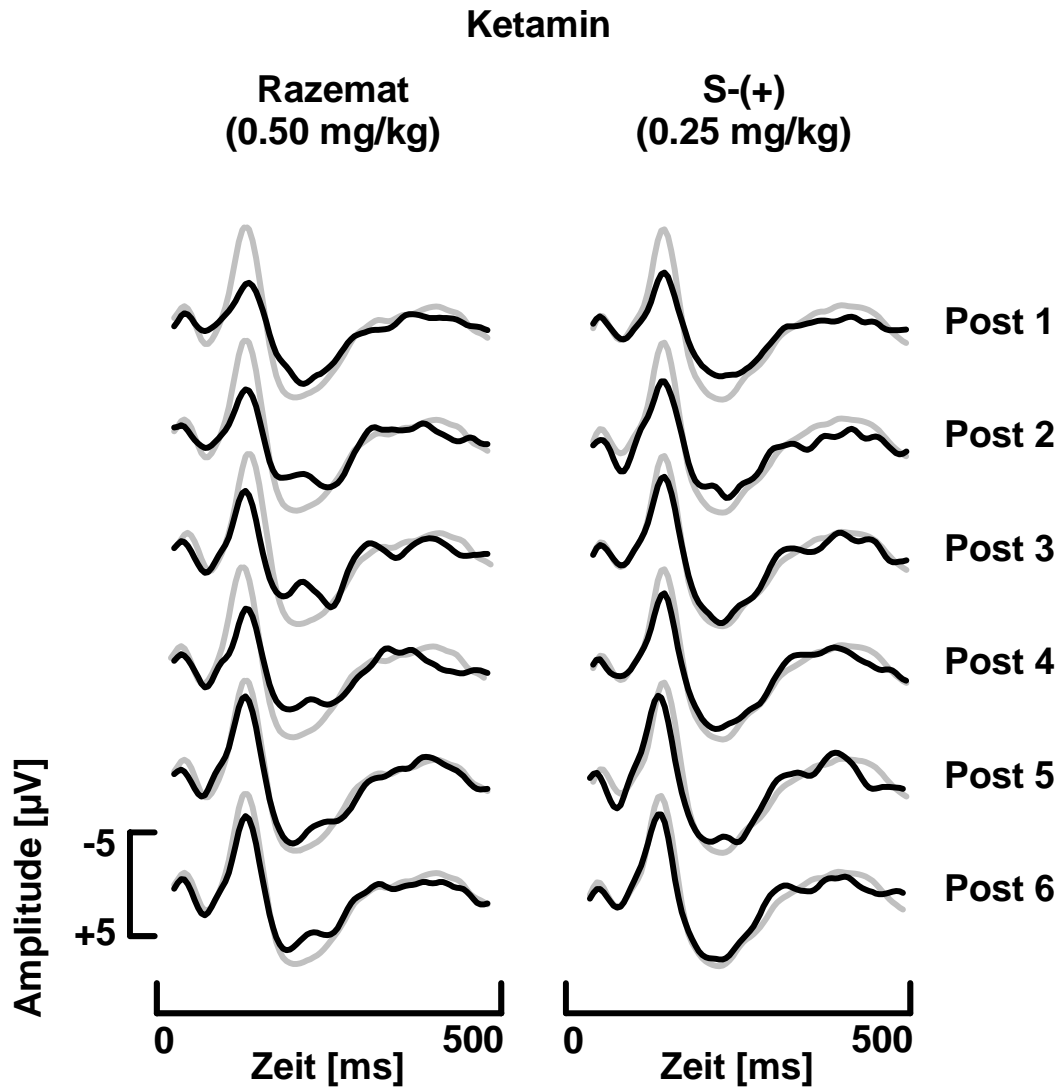 Ketamin
Razemat
(0.50 mg/kg)
S-(+)
(0.25 mg/kg)
Post 1
Post 2
Post 3
Post 4
Post 5
Post 6
Amplitude [µV]
-5
+5
0
500
Zeit [ms]
0
500
Zeit [ms]